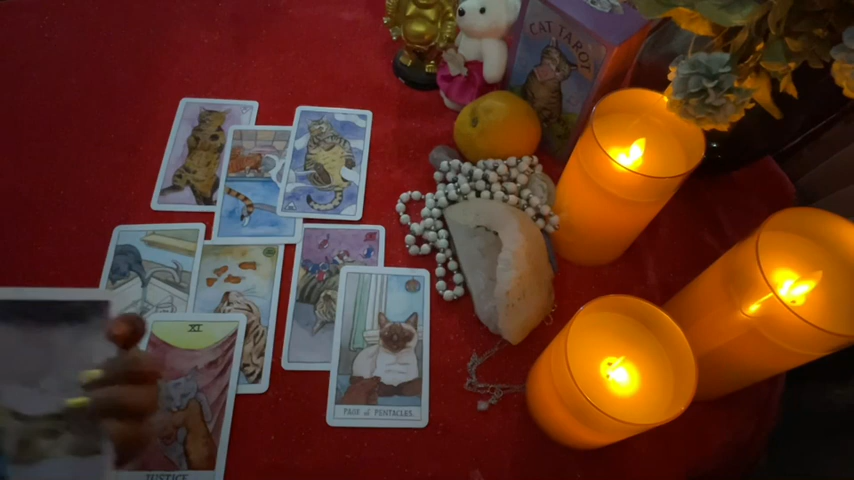 CAT TAROT
XI
JUSTICE
PAGE of PENTACLES